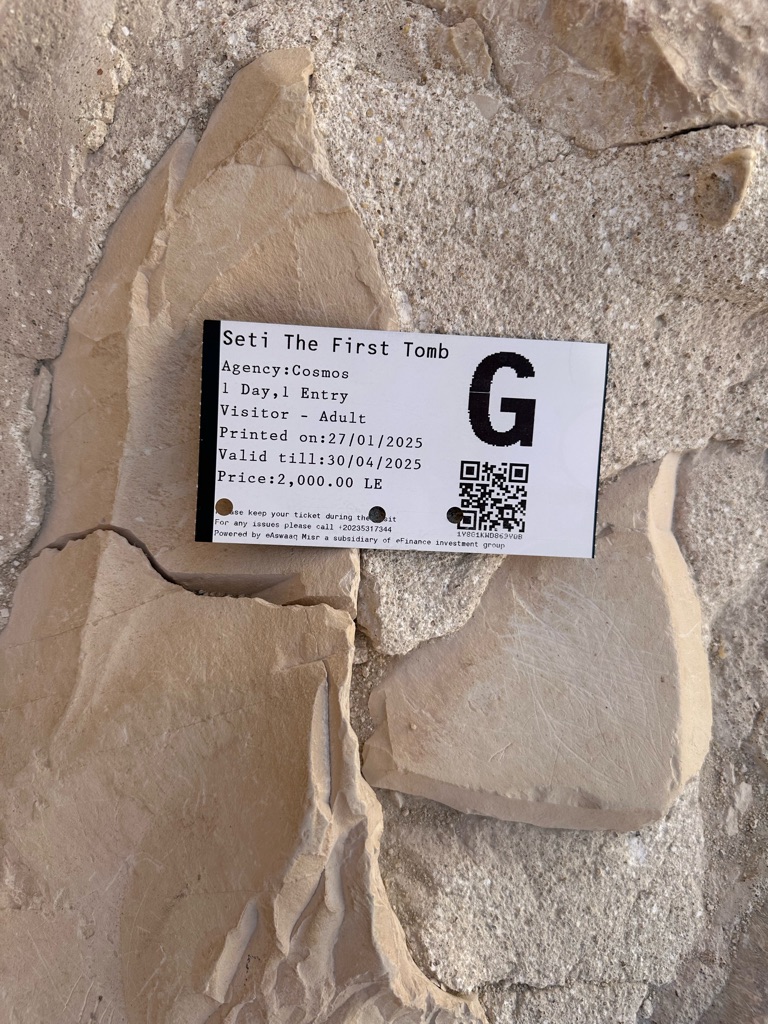 Seti The First Tomb
G
Agency:Cosmos
1 Day,1 Entry
Visitor - Adult
Printed on:27/01/2025
Valid till:30/04/2025
Price:2,000.00 LE
keep your ticket during the
For any issues please call +20235317344
Powered by eAswaaq Misr a subsidiary of eFinance investment group